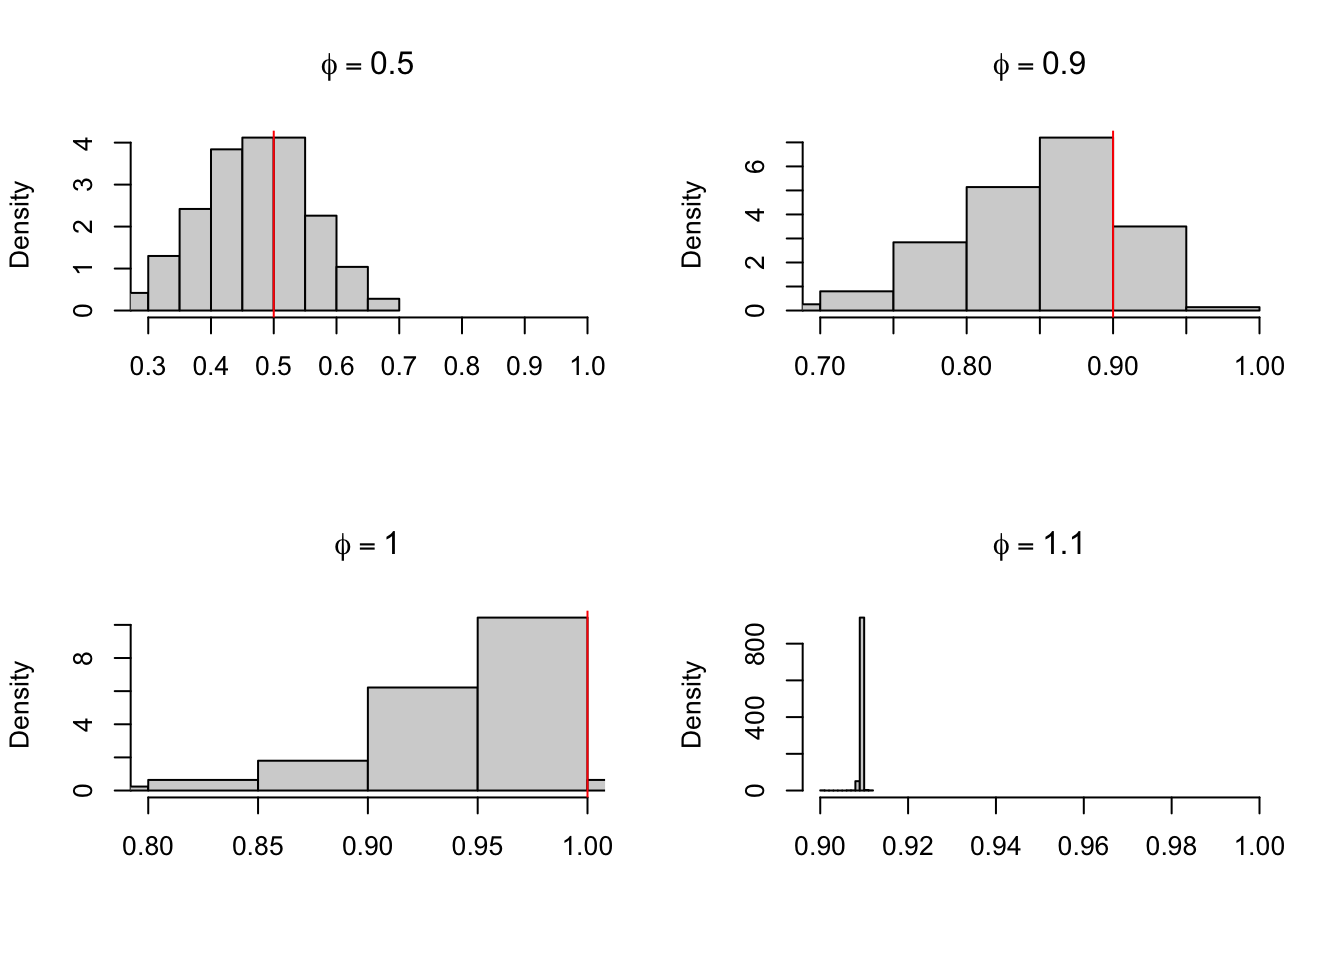 ϕ = 0.5
Density
0 1 2 3 4
0.3 0.4 0.5 0.6 0.7 0.8 0.9 1.0
ϕ = 0.9
Density
0 2 4 6
0.70 0.80 0.90 1.00
ϕ = 1
Density
0 4 8
0.80 0.85 0.90 0.95 1.00
ϕ = 1.1
Density
0 400 800
0.90 0.92 0.94 0.96 0.98 1.00